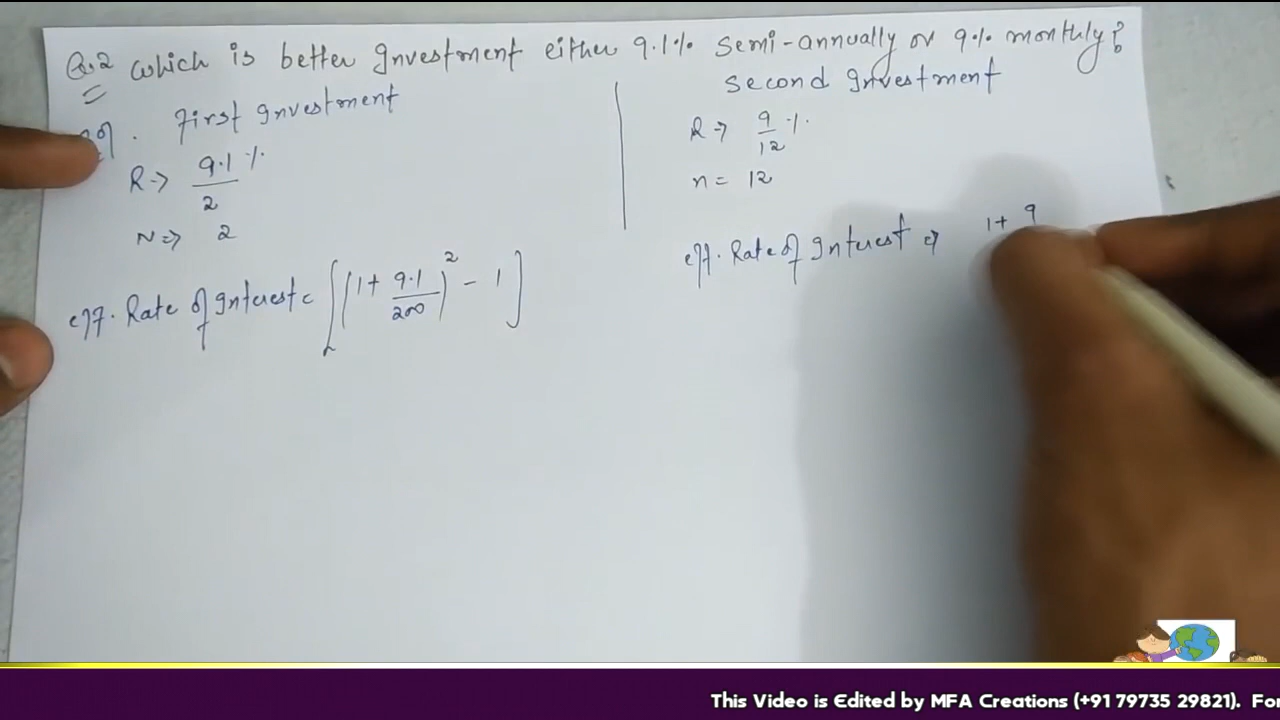 Q.2 which is better Investment either 9.1% semi-annually or 9% monthly?
First Investment
R→ 9.1/2 %
N⇒ 2
eff. Rate of Interest = [(1 + 9.1/200)^2 - 1]
Second Investment
R→ 9/12 %
n = 12
eff. Rate of Interest ⇒ 1 + 9
This Video is Edited by MFA Creations (+91 79735 29821). Fo